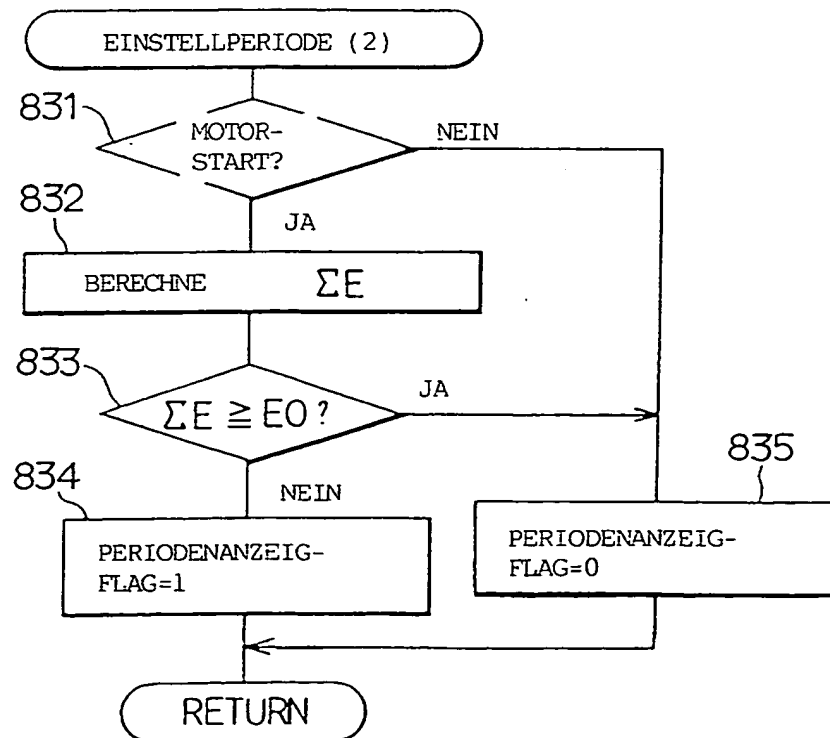 EINSTELLPERIODE (2)
831
MOTOR-
START?
NEIN
JA
832
BERECHNE ΣE
833
ΣE ≧ E0 ?
JA
NEIN
834
PERIODENANZEIG-
FLAG=1
835
PERIODENANZEIG-
FLAG=0
RETURN